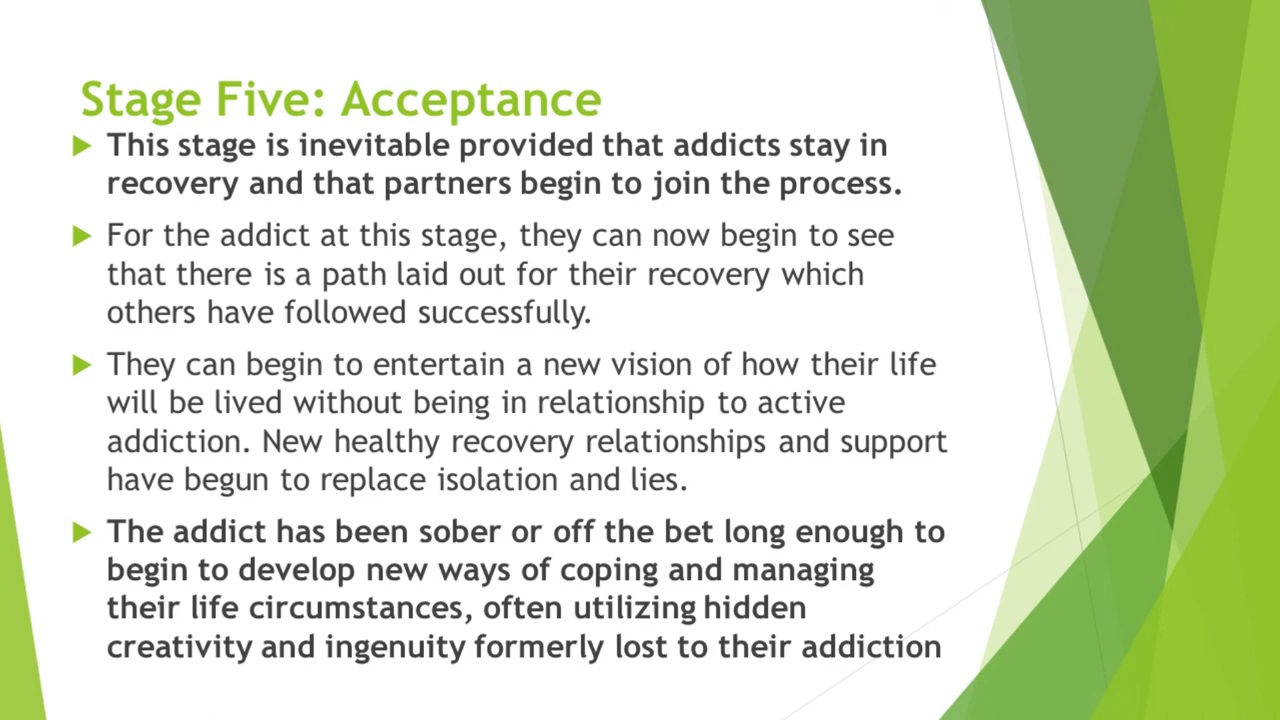 Stage Five: Acceptance
This stage is inevitable provided that addicts stay in
recovery and that partners begin to join the process.
For the addict at this stage, they can now begin to see
that there is a path laid out for their recovery which
others have followed successfully.
They can begin to entertain a new vision of how their life
will be lived without being in relationship to active
addiction. New healthy recovery relationships and support
have begun to replace isolation and lies.
The addict has been sober or off the bet long enough to
begin to develop new ways of coping and managing
their life circumstances, often utilizing hidden
creativity and ingenuity formerly lost to their addiction